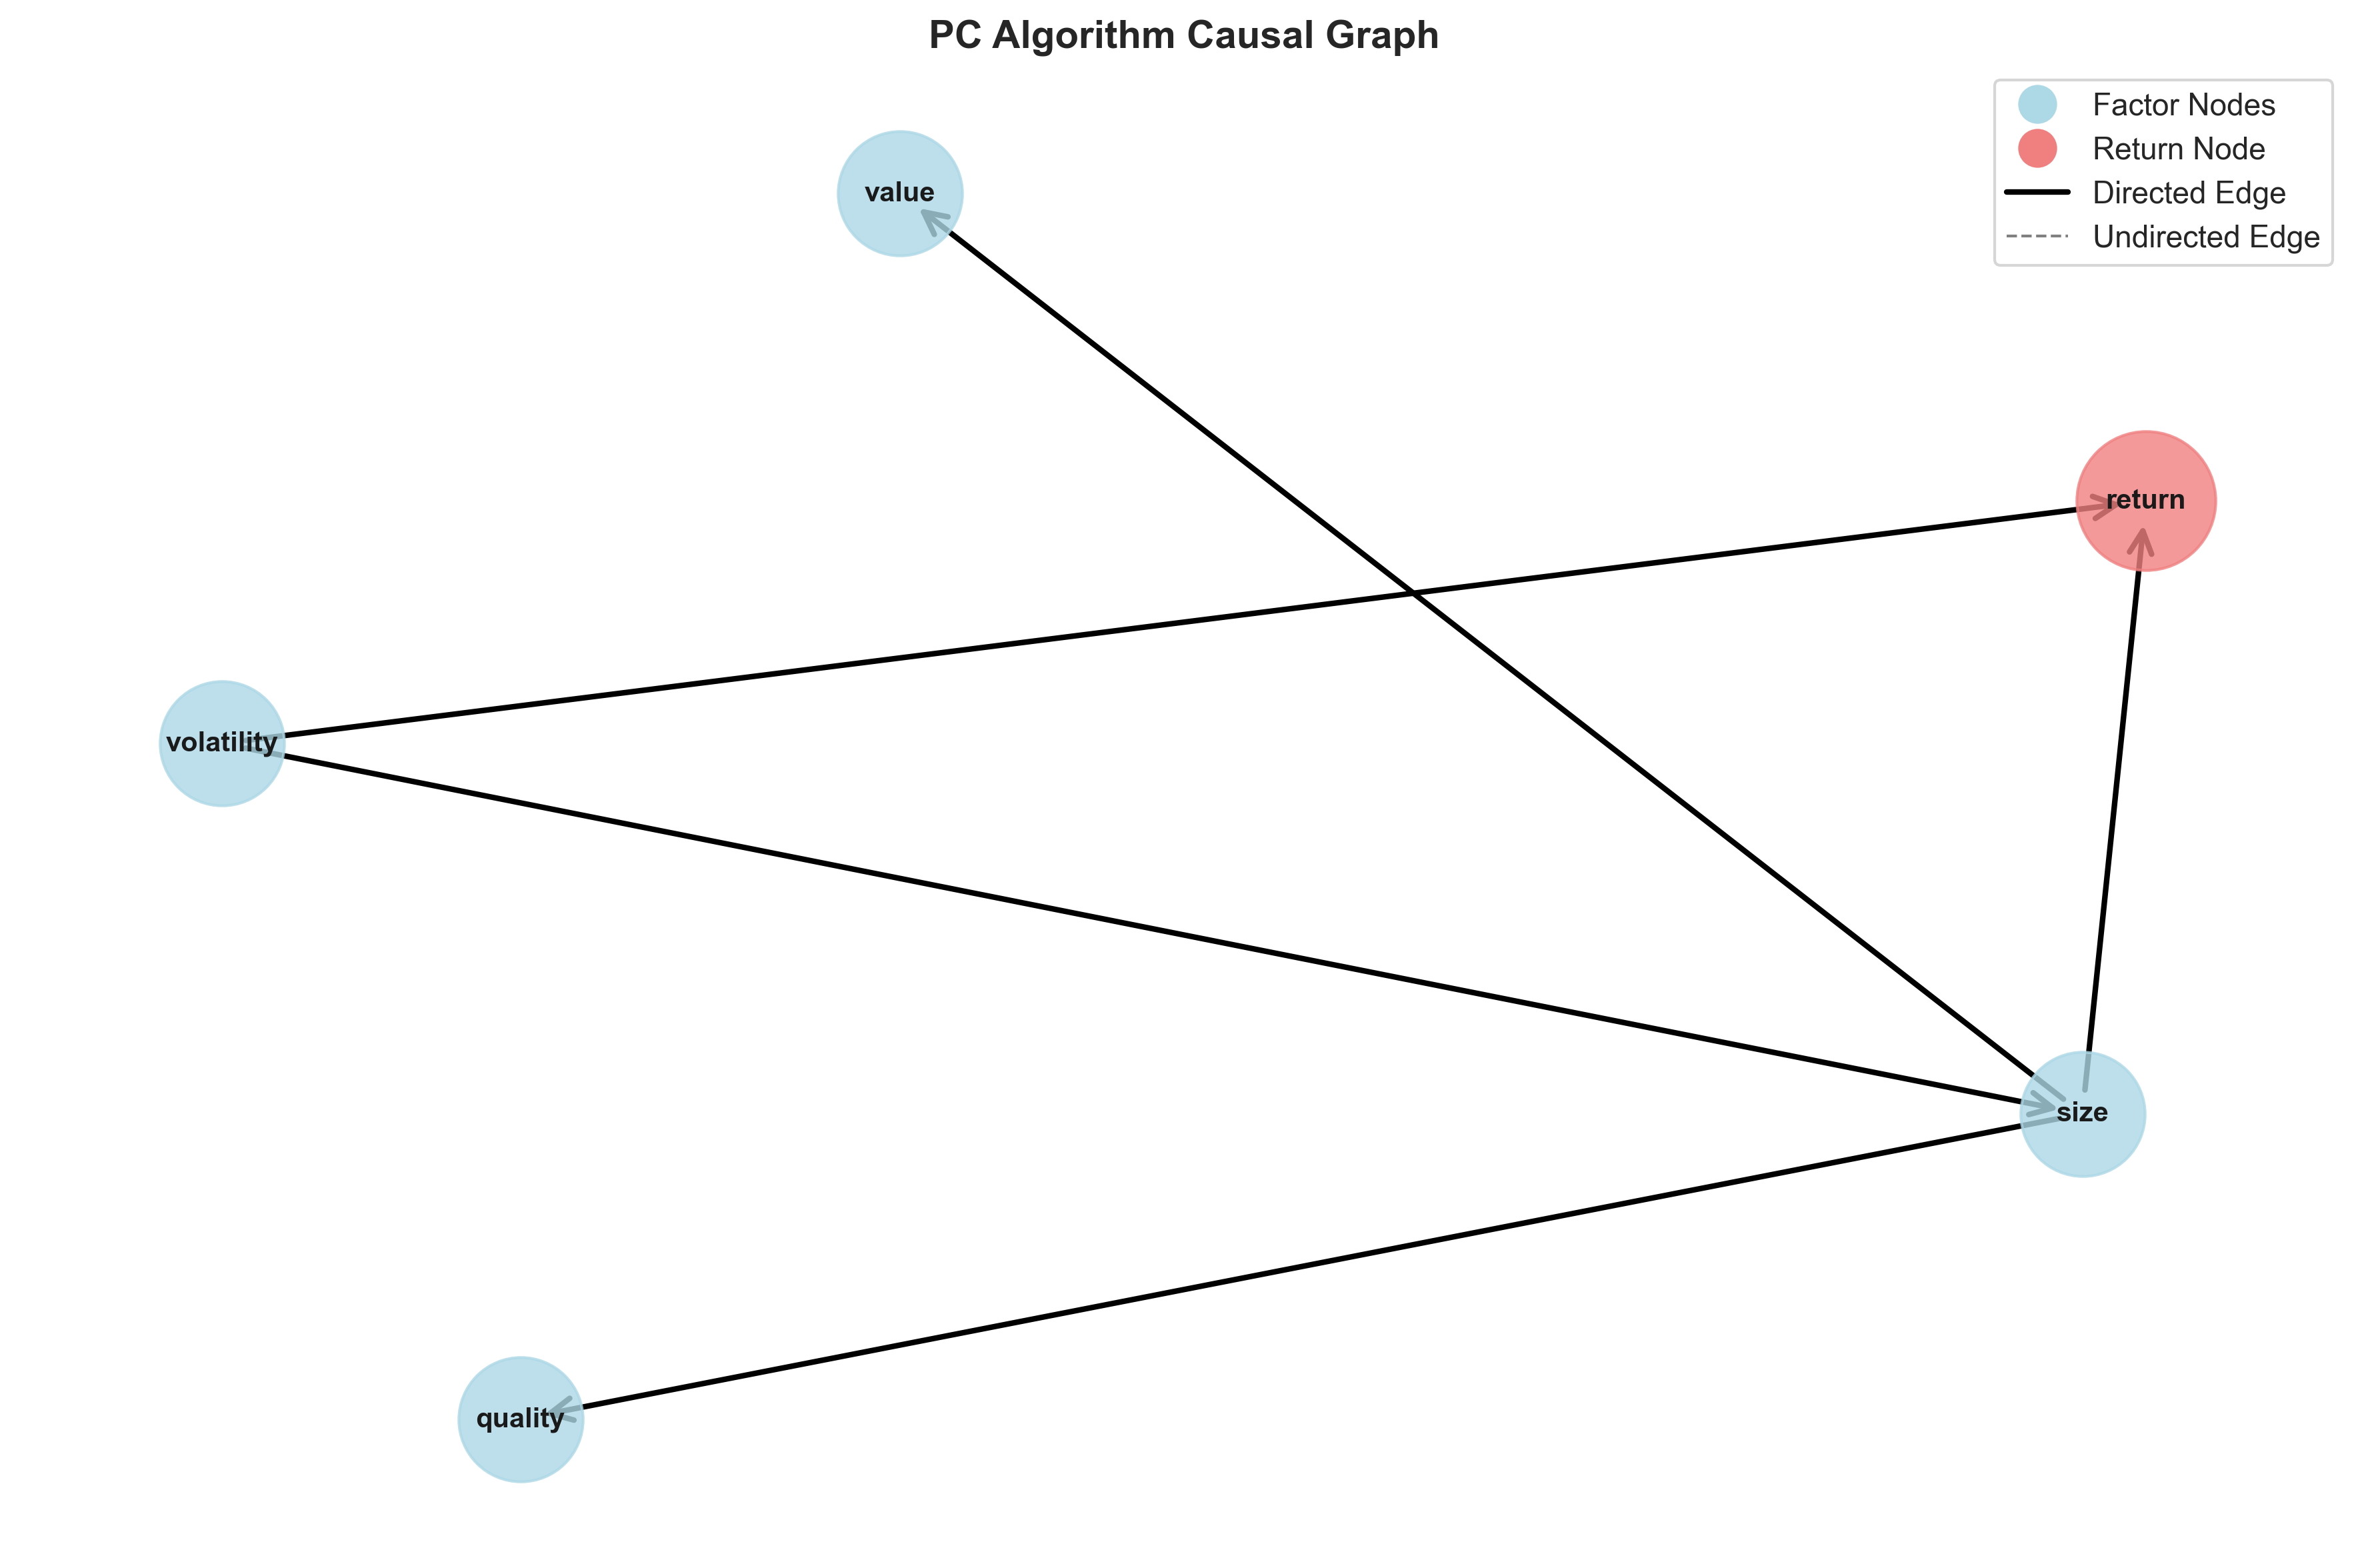 PC Algorithm Causal Graph
Factor Nodes
Return Node
Directed Edge
Undirected Edge
value
return
volatility
size
quality